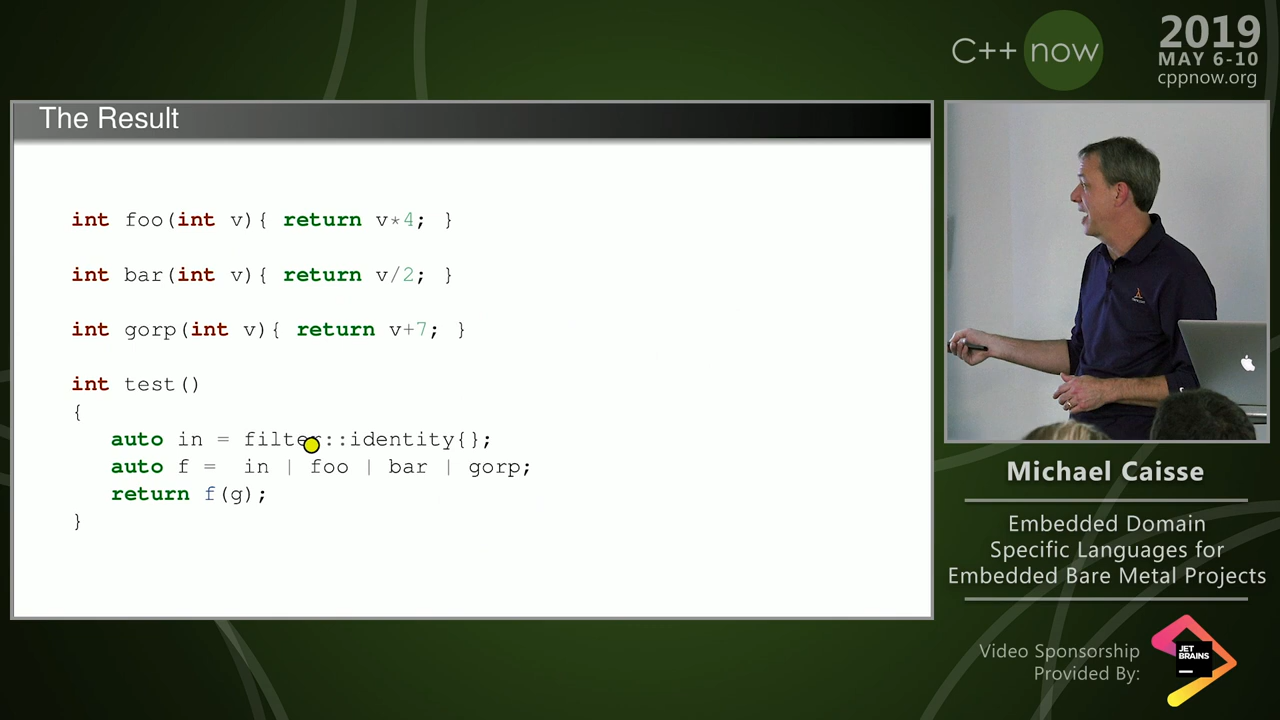 C++ now
2019
MAY 6-10
cppnow.org
The Result
int foo(int v){ return v*4; }
int bar(int v){ return v/2; }
int gorp(int v){ return v+7; }
int test()
{
auto in = filter::identity{};
auto f = in | foo | bar | gorp;
return f(g);
}
Michael Caisse
Embedded Domain
Specific Languages for
Embedded Bare Metal Projects
Video Sponsorship
Provided By:
JET
BRAINS